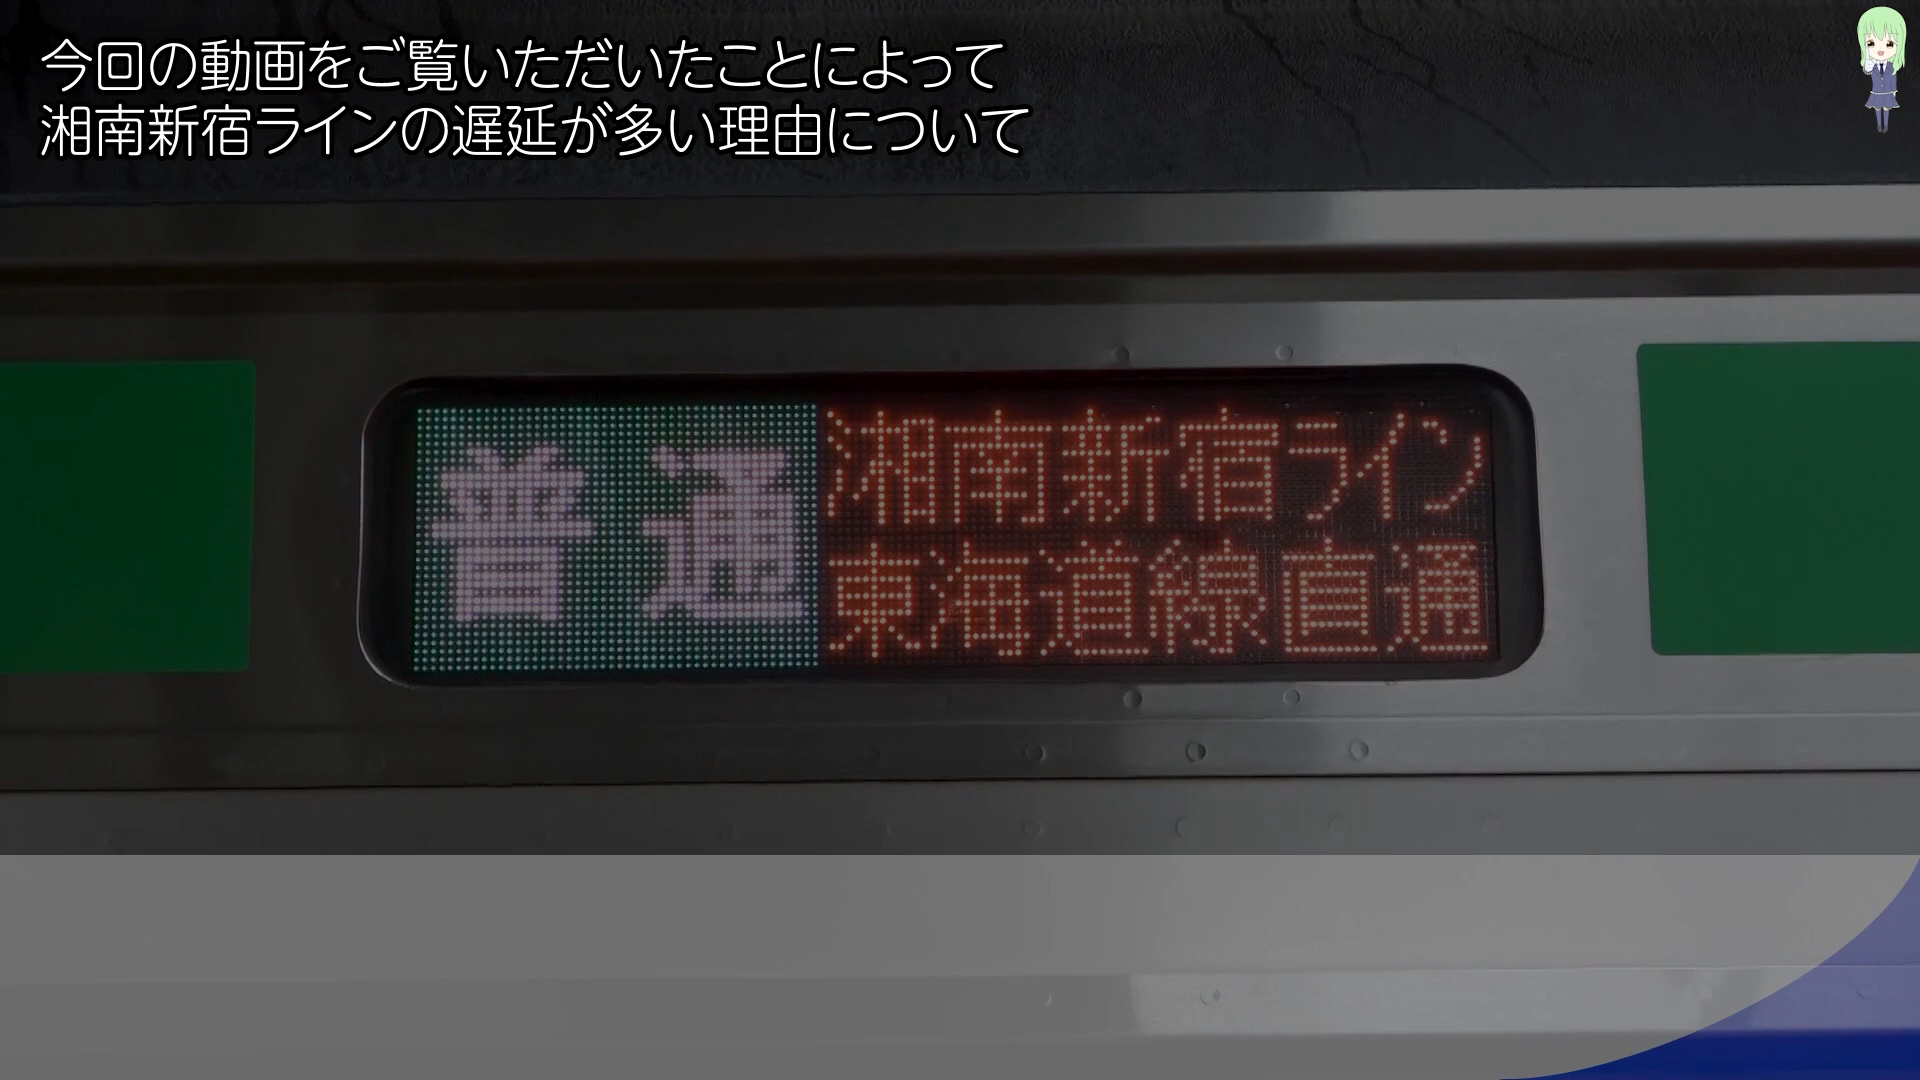 今回の動画をご覧いただいたことによって
湘南新宿ラインの遅延が多い理由について
普通
湘南新宿ライン
東海道線直通